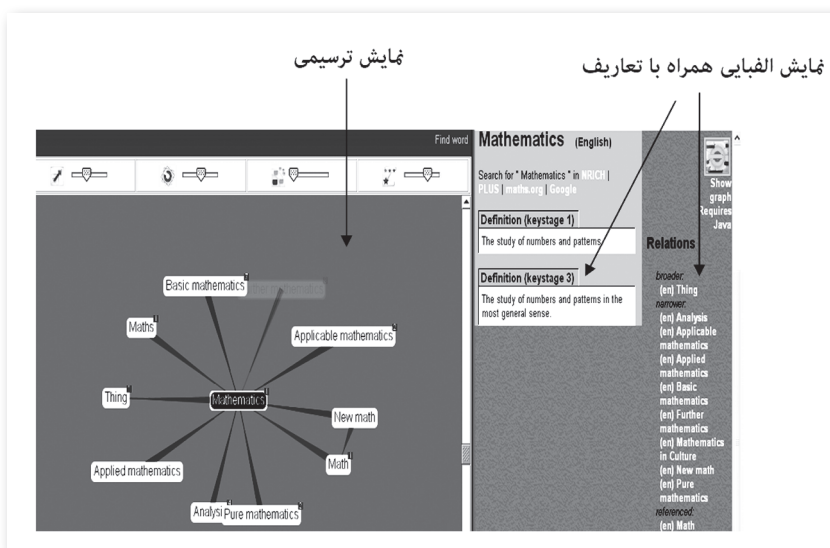 نمایش ترسیمی
نمایش الفبایی همراه با تعاریف
Find word
Mathematics (English)
Search for " Mathematics " in NRICH |
PLUS | maths.org | Google
Definition (keystage 1)
The study of numbers and patterns.
Definition (keystage 3)
The study of numbers and patterns in the
most general sense.
Show
graph
Requires
Java
Relations
broader:
(en) Thing
narrower:
(en) Analysis
(en) Applicable
mathematics
(en) Applied
mathematics
(en) Basic
mathematics
(en) Further
mathematics
(en) Mathematics
in Culture
(en) New math
(en) Pure
mathematics
referenced:
(en) Math
Basic mathematics
mathematics
Maths
Applicable mathematics
Thing
Mathematics
New math
Math
Applied mathematics
Analysi
Pure mathematics